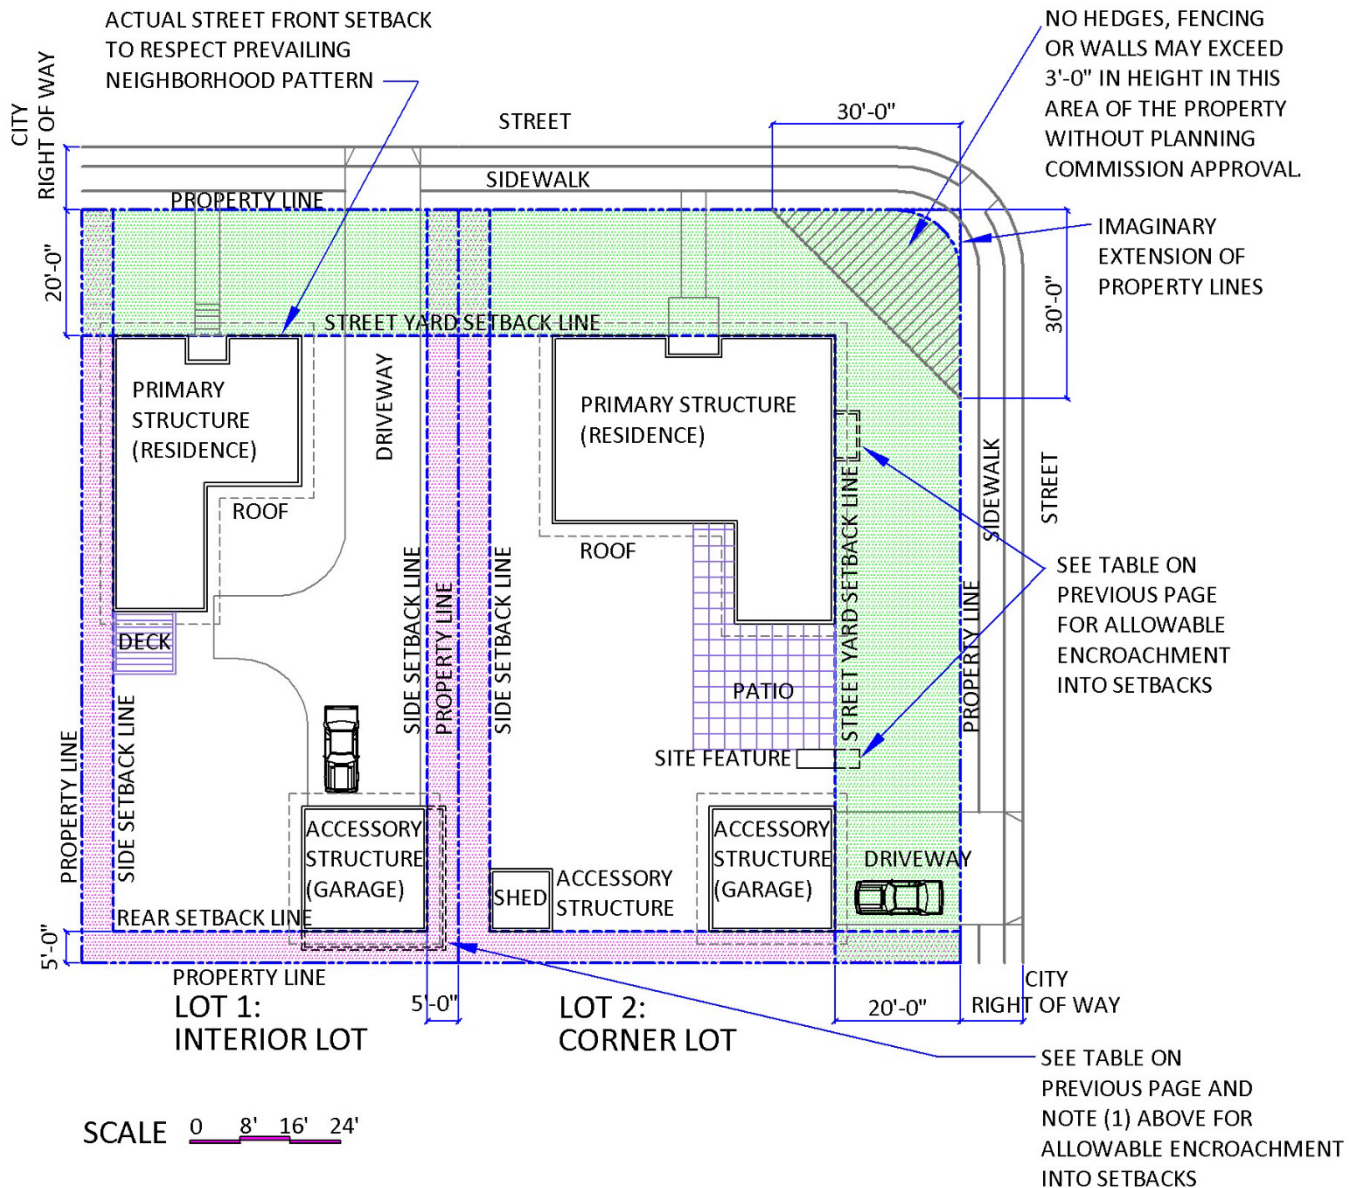 ACTUAL STREET FRONT SETBACK
TO RESPECT PREVAILING
NEIGHBORHOOD PATTERN
NO HEDGES, FENCING
OR WALLS MAY EXCEED
3'-0" IN HEIGHT IN THIS
AREA OF THE PROPERTY
WITHOUT PLANNING
COMMISSION APPROVAL.
CITY
RIGHT OF WAY
STREET
30'-0"
SIDEWALK
PROPERTY LINE
IMAGINARY
EXTENSION OF
PROPERTY LINES
20'-0"
30'-0"
STREET YARD SETBACK LINE
PRIMARY
STRUCTURE
(RESIDENCE)
DRIVEWAY
PRIMARY STRUCTURE
(RESIDENCE)
ROOF
ROOF
SIDEWALK
STREET
SEE TABLE ON
PREVIOUS PAGE
FOR ALLOWABLE
ENCROACHMENT
INTO SETBACKS
DECK
SIDE SETBACK LINE
PROPERTY LINE
SIDE SETBACK LINE
STREET YARD SETBACK LINE
PROPERTY LINE
PATIO
SITE FEATURE
PROPERTY LINE
SIDE SETBACK LINE
ACCESSORY
STRUCTURE
(GARAGE)
ACCESSORY
STRUCTURE
(GARAGE)
DRIVEWAY
SHED
ACCESSORY
STRUCTURE
REAR SETBACK LINE
5'-0"
PROPERTY LINE
LOT 1:
INTERIOR LOT
5'-0"
LOT 2:
CORNER LOT
20'-0"
CITY
RIGHT OF WAY
SEE TABLE ON
PREVIOUS PAGE AND
NOTE (1) ABOVE FOR
ALLOWABLE ENCROACHMENT
INTO SETBACKS
SCALE 0 8' 16' 24'